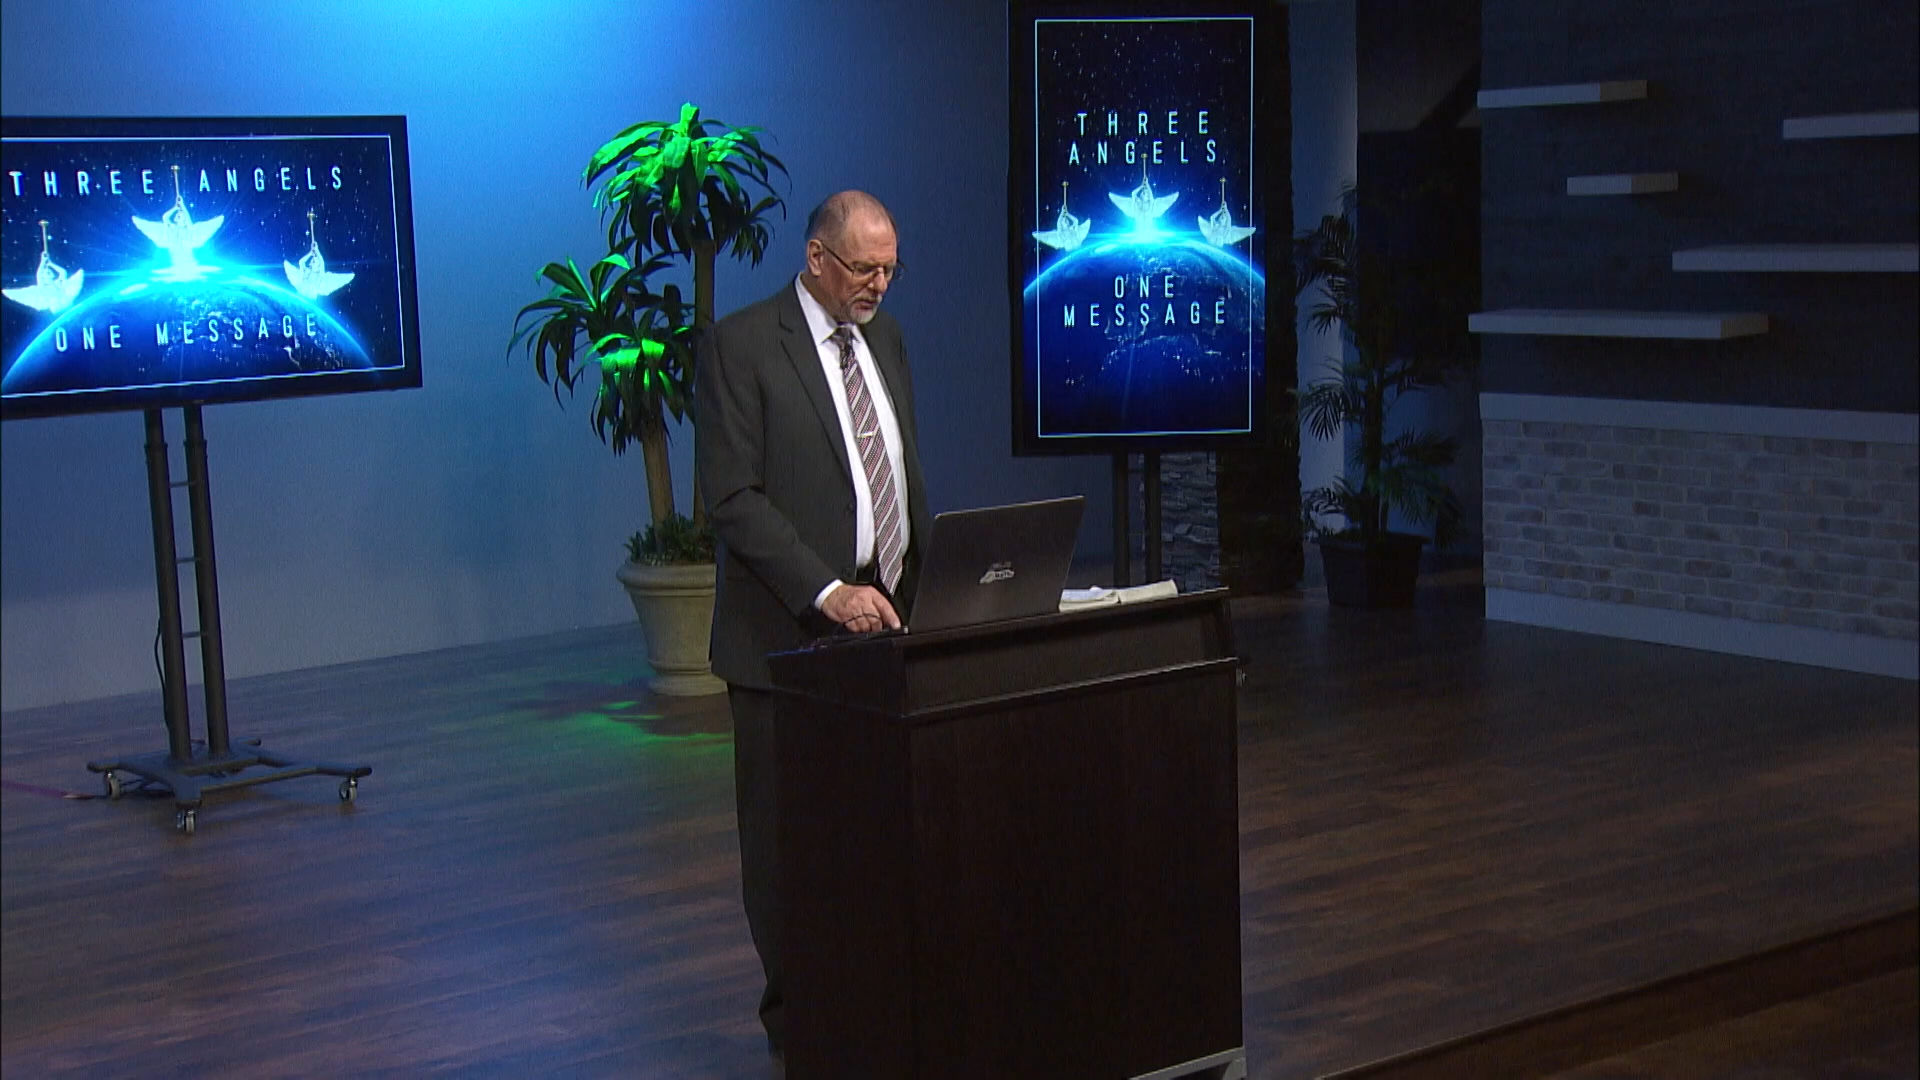 THREE ANGELS
ONE MESSAGE
THREE
ANGELS
ONE
MESSAGE